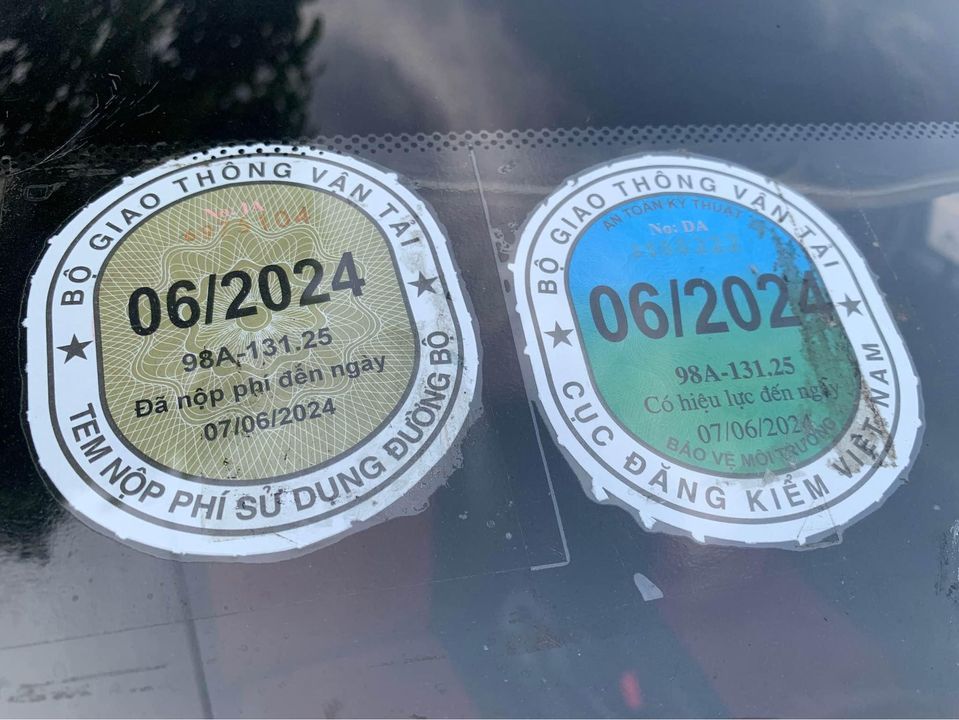 BỘ GIAO THÔNG VẬN TẢI
No: JA
06/2024
98A-131.25
Đã nộp phí đến ngày
07/06/2024
TEM NỘP PHÍ SỬ DỤNG ĐƯỜNG BỘ
BỘ GIAO THÔNG VẬN TẢI
AN TOÀN KỸ THUẬT
No: DA
06/2024
98A-131.25
Có hiệu lực đến ngày
07/06/2024
BẢO VỆ MÔI TRƯỜNG
CỤC ĐĂNG KIỂM VIỆT NAM